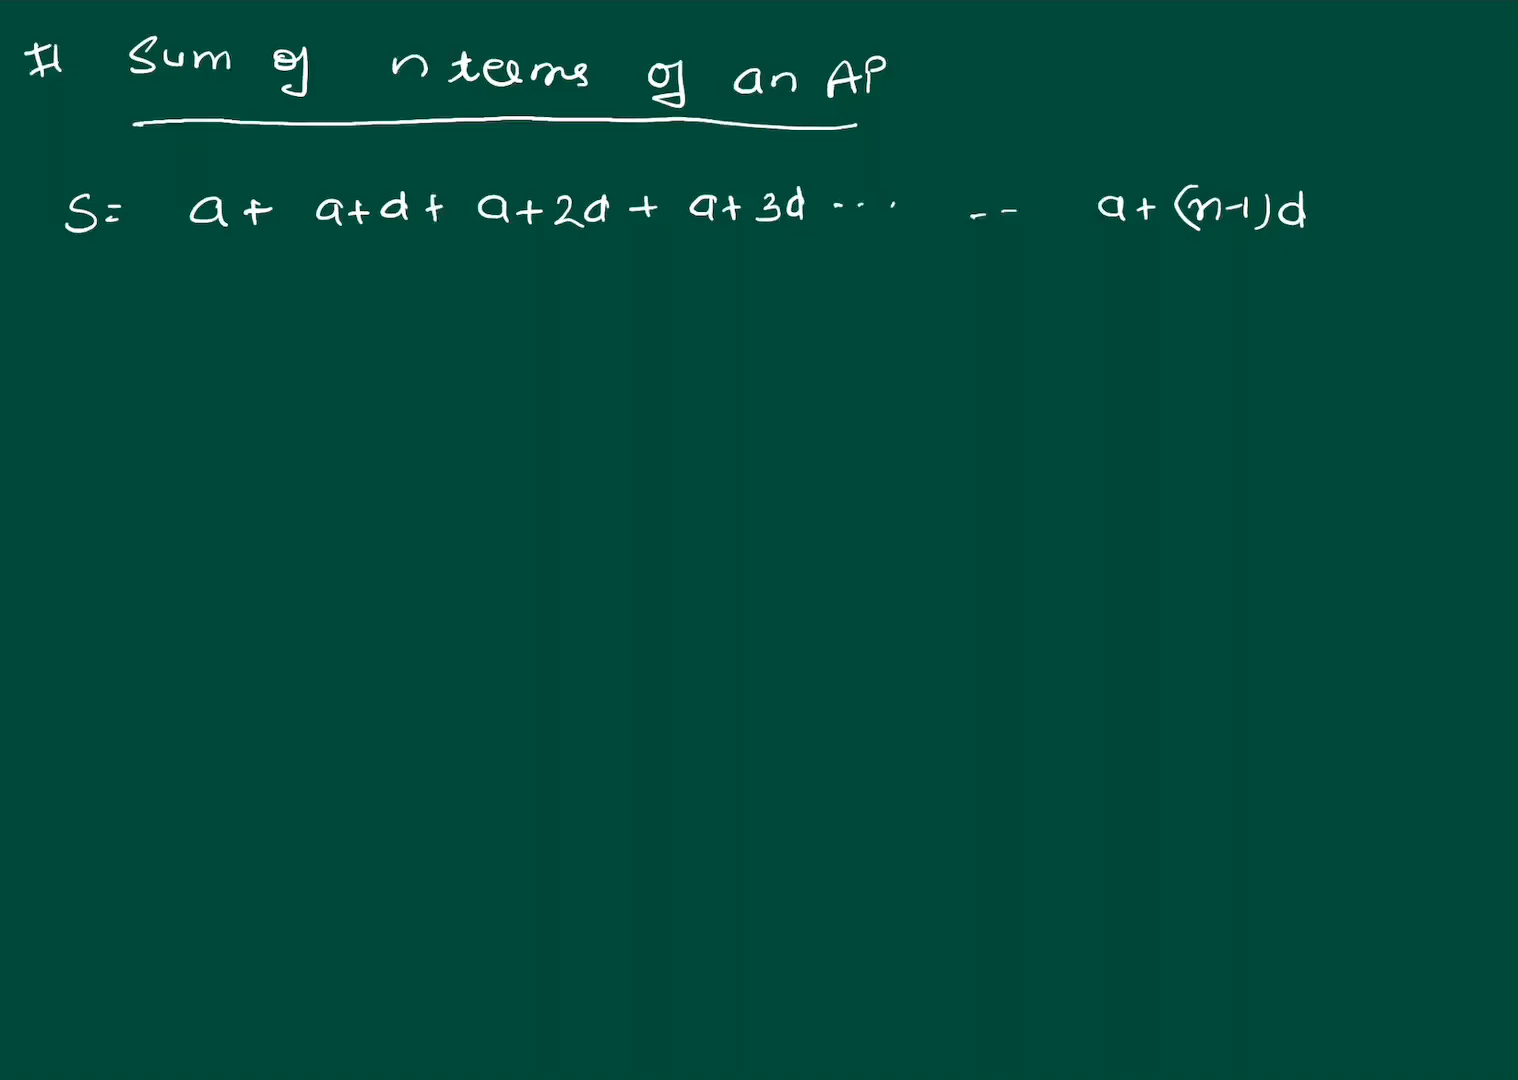 # Sum of n terms of an AP
S= a + a+d + a+2d + a+3d ... -- a+(n-1)d